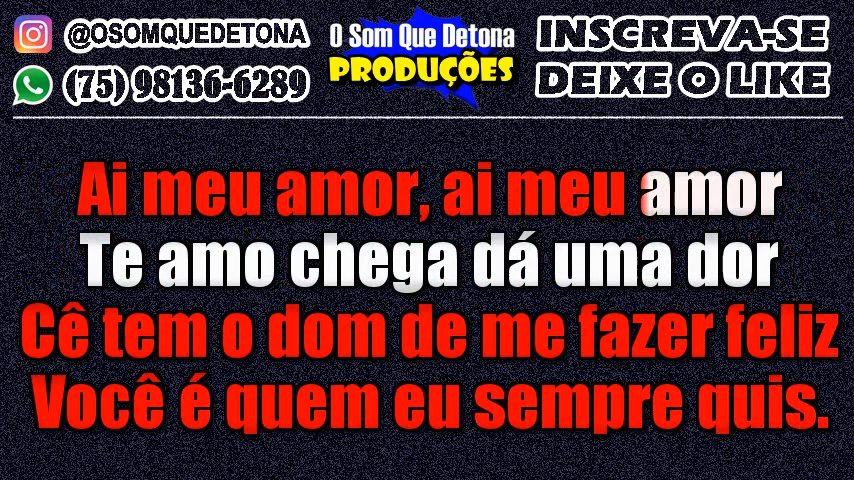 @OSOMQUEDETONA
(75) 98136-6289
O Som Que Detona
PRODUÇÕES
INSCREVA-SE
DEIXE O LIKE
Ai meu amor, ai meu amor
Te amo chega dá uma dor
Cê tem o dom de me fazer feliz
Você é quem eu sempre quis.